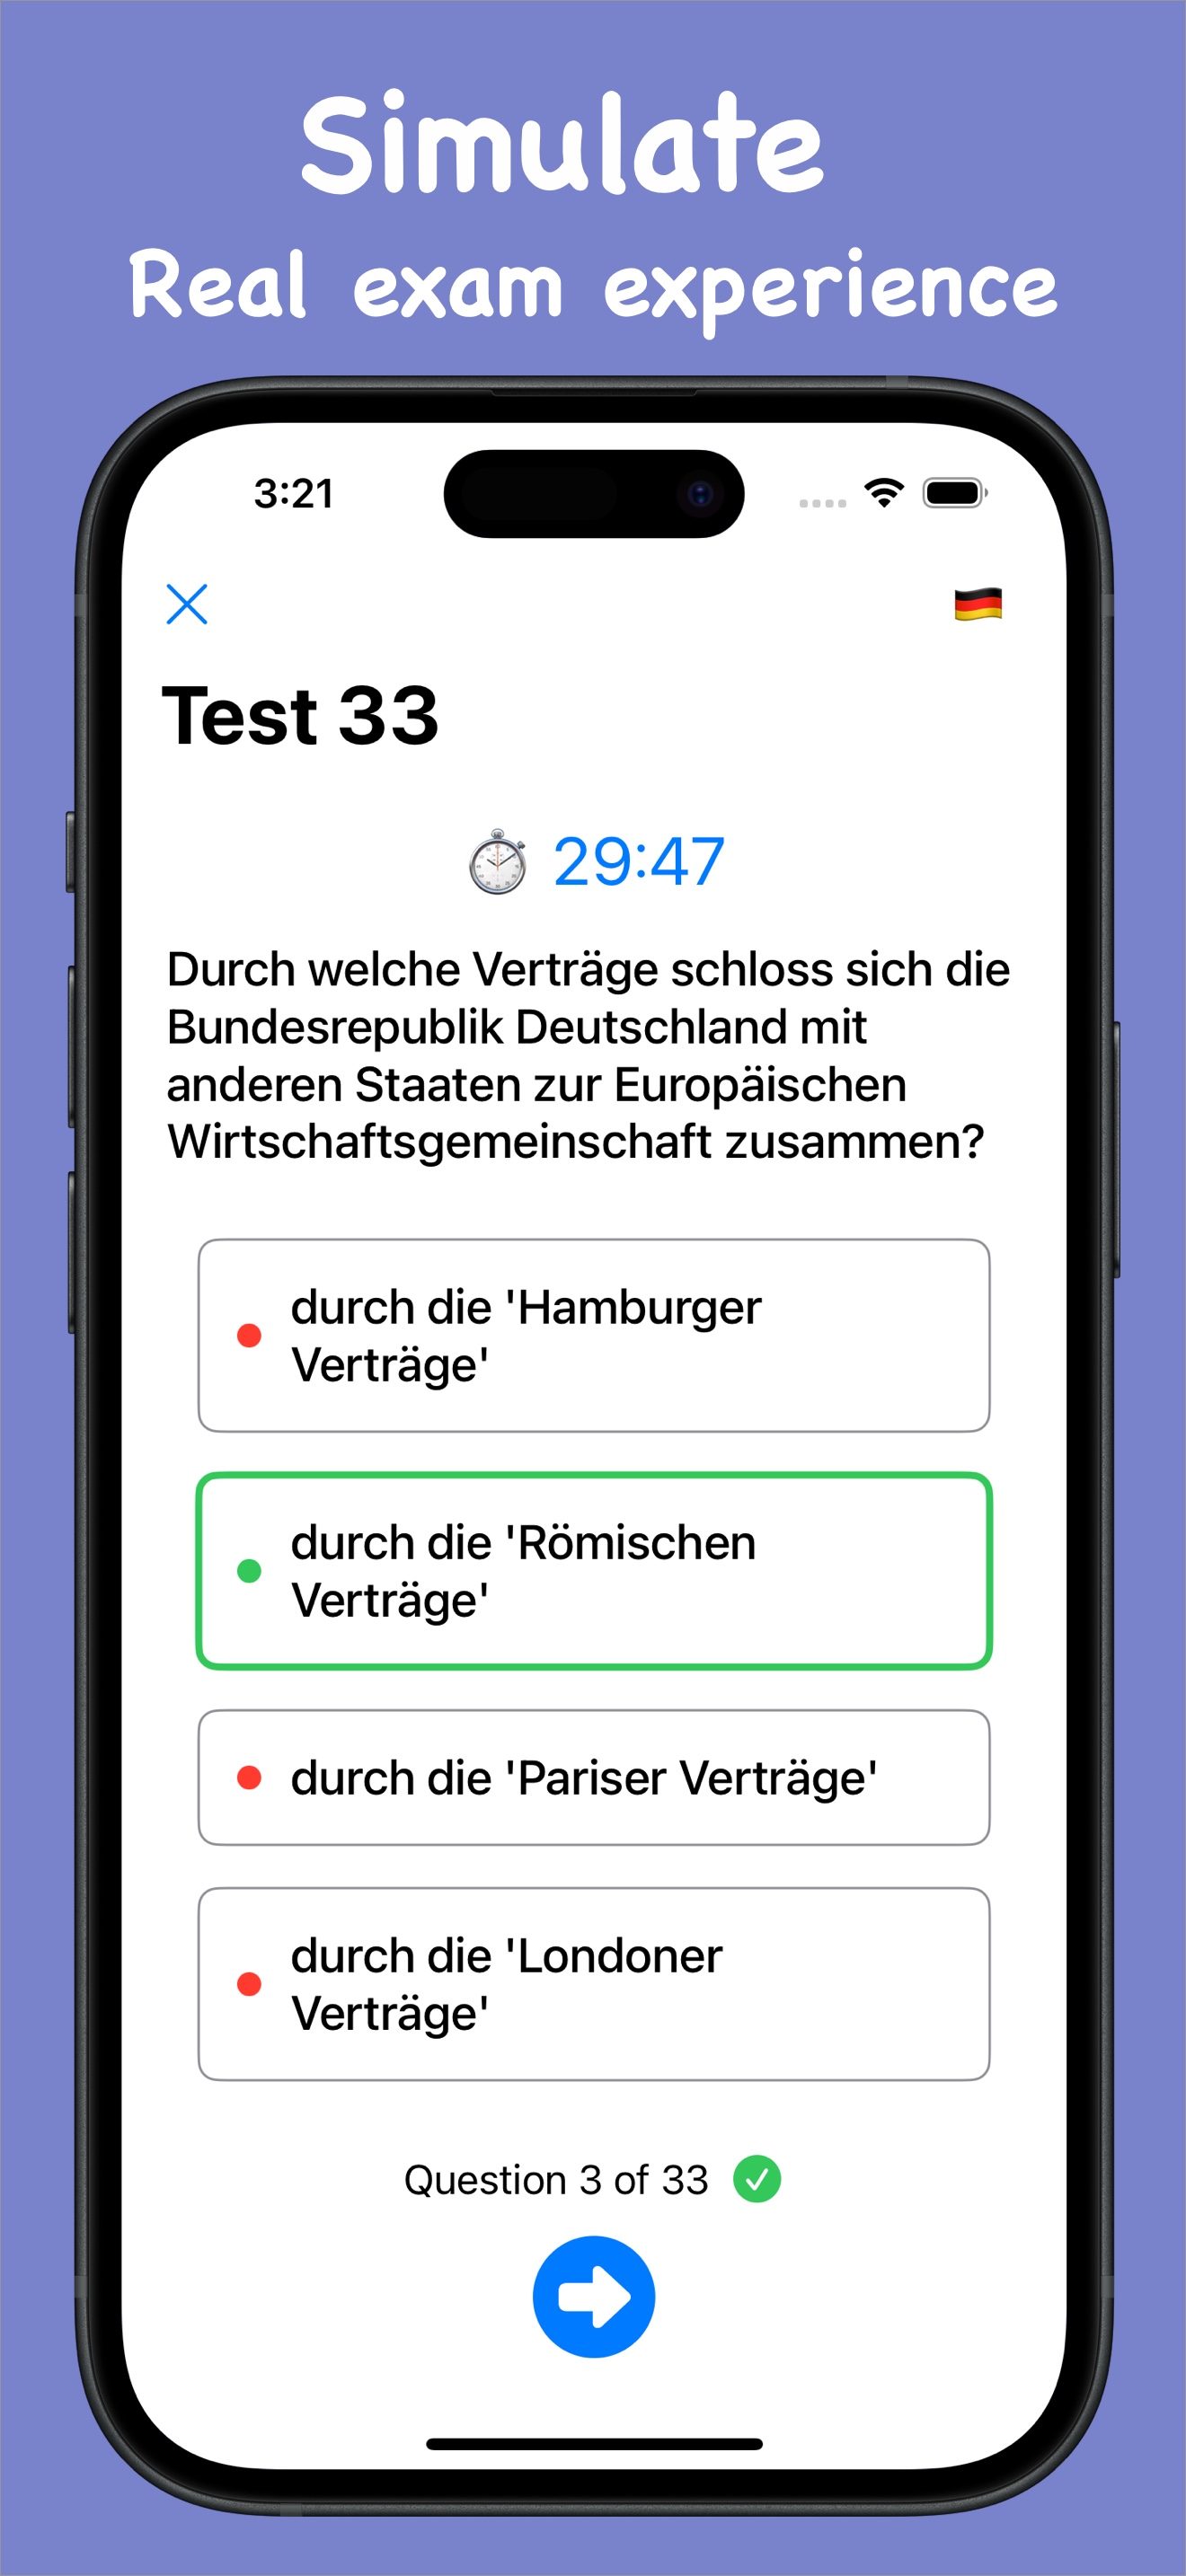 Simulate
Real exam experience
3:21
Test 33
29:47
Durch welche Verträge schloss sich die
Bundesrepublik Deutschland mit
anderen Staaten zur Europäischen
Wirtschaftsgemeinschaft zusammen?
durch die 'Hamburger
Verträge'
durch die 'Römischen
Verträge'
durch die 'Pariser Verträge'
durch die 'Londoner
Verträge'
Question 3 of 33